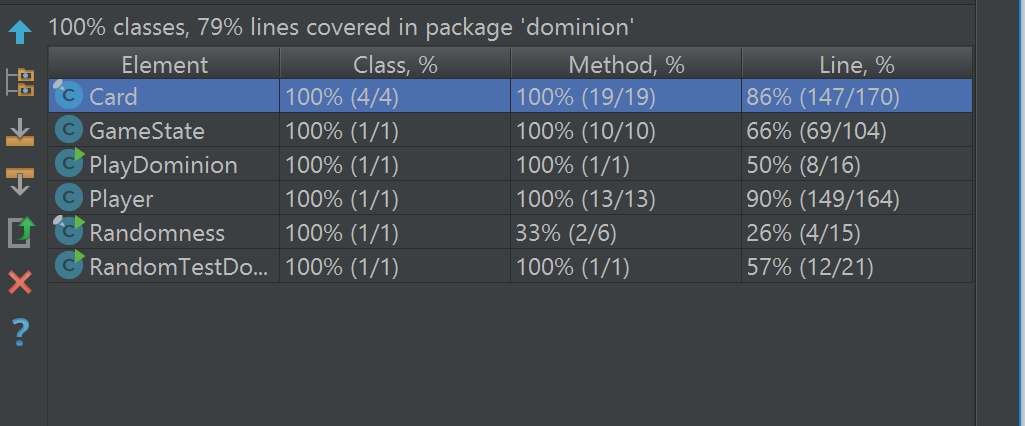 100% classes, 79% lines covered in package 'dominion'
Element Class, % Method, % Line, %
C Card 100% (4/4) 100% (19/19) 86% (147/170)
C GameState 100% (1/1) 100% (10/10) 66% (69/104)
C PlayDominion 100% (1/1) 100% (1/1) 50% (8/16)
C Player 100% (1/1) 100% (13/13) 90% (149/164)
C Randomness 100% (1/1) 33% (2/6) 26% (4/15)
C RandomTestDo... 100% (1/1) 100% (1/1) 57% (12/21)
?